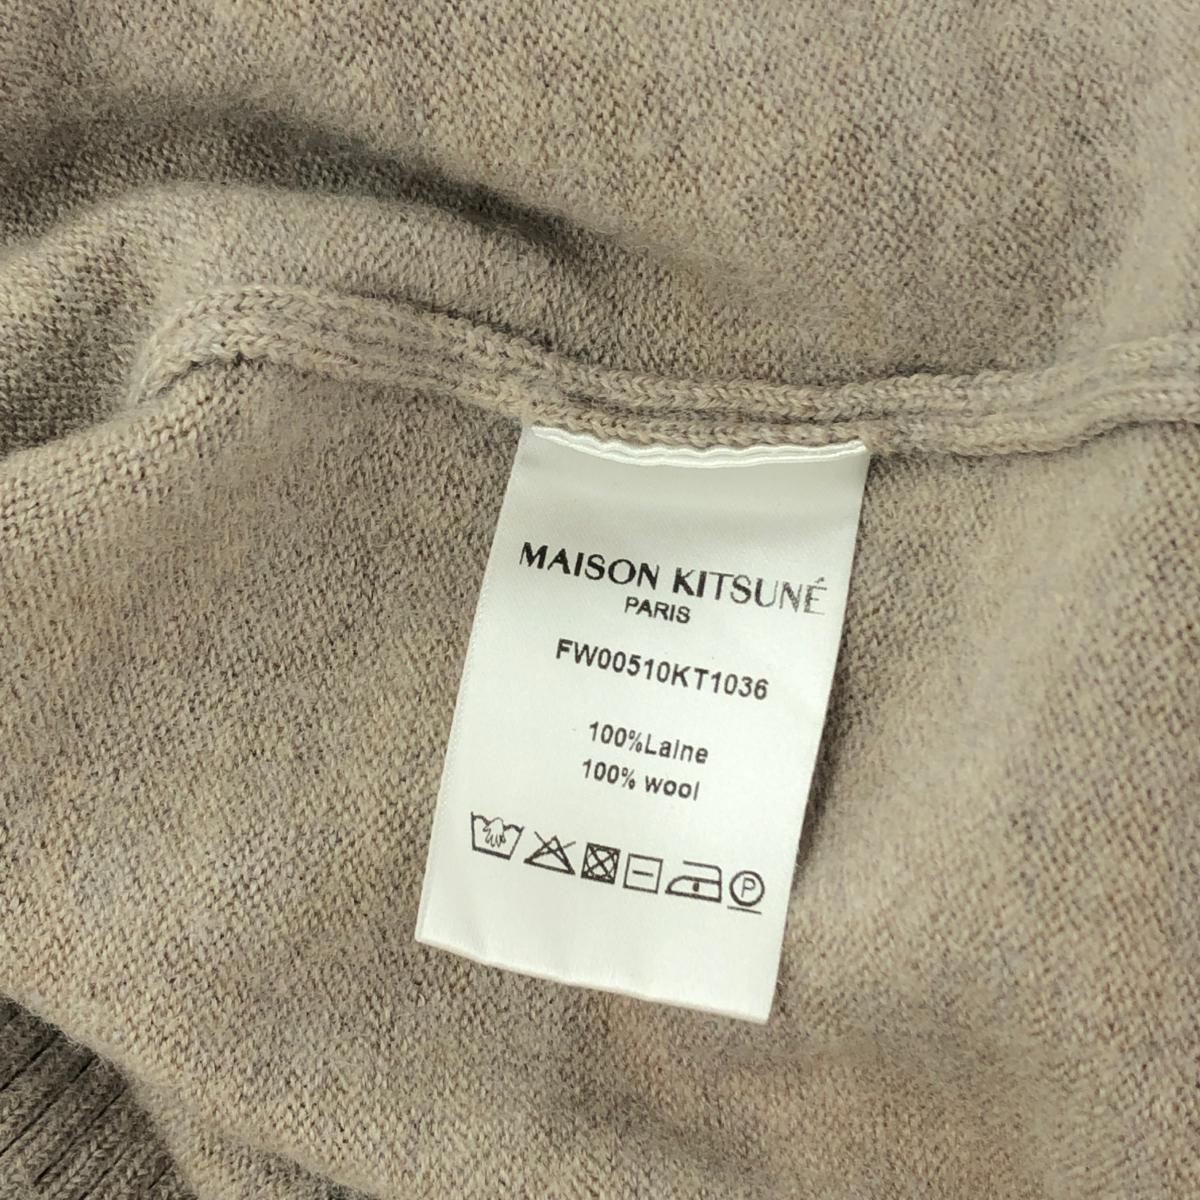 MAISON KITSUNÉ
PARIS
FW00510KT1036
100%Laine
100% wool
P